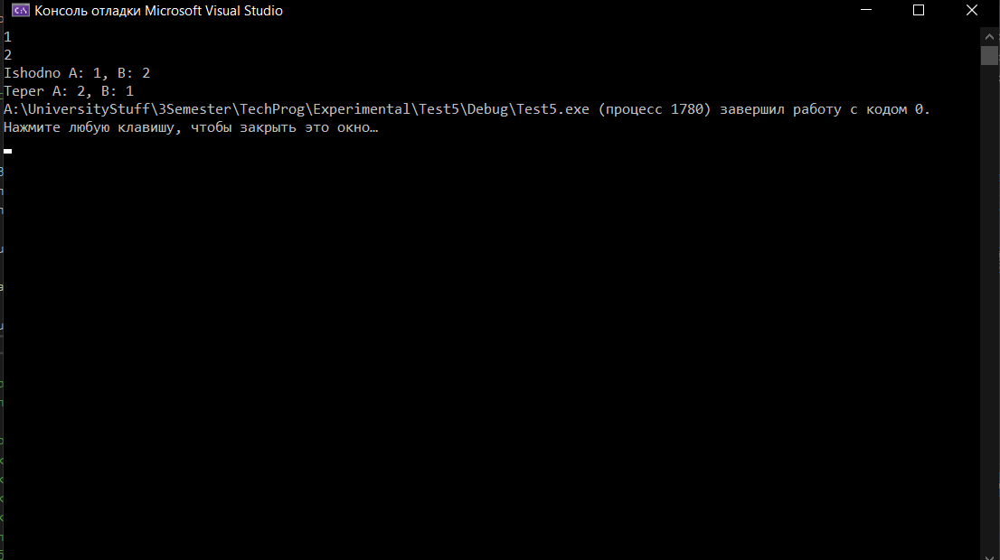 Консоль отладки Microsoft Visual Studio
1
2
Ishodno A: 1, B: 2
Teper A: 2, B: 1
A:\UniversityStuff\3Semester\TechProg\Experimental\Test5\Debug\Test5.exe (процесс 1780) завершил работу с кодом 0.
Нажмите любую клавишу, чтобы закрыть это окно…